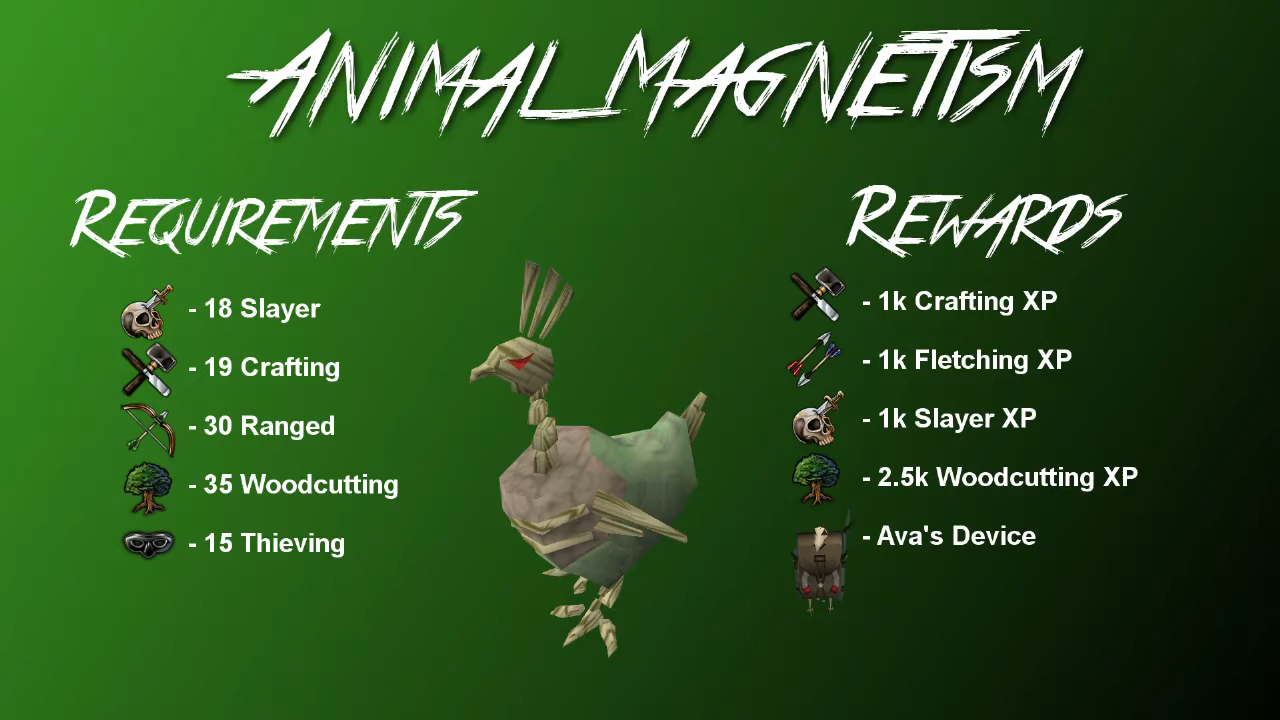 Animal Magnetism
Requirements
- 18 Slayer
- 19 Crafting
- 30 Ranged
- 35 Woodcutting
- 15 Thieving
Rewards
- 1k Crafting XP
- 1k Fletching XP
- 1k Slayer XP
- 2.5k Woodcutting XP
- Ava's Device